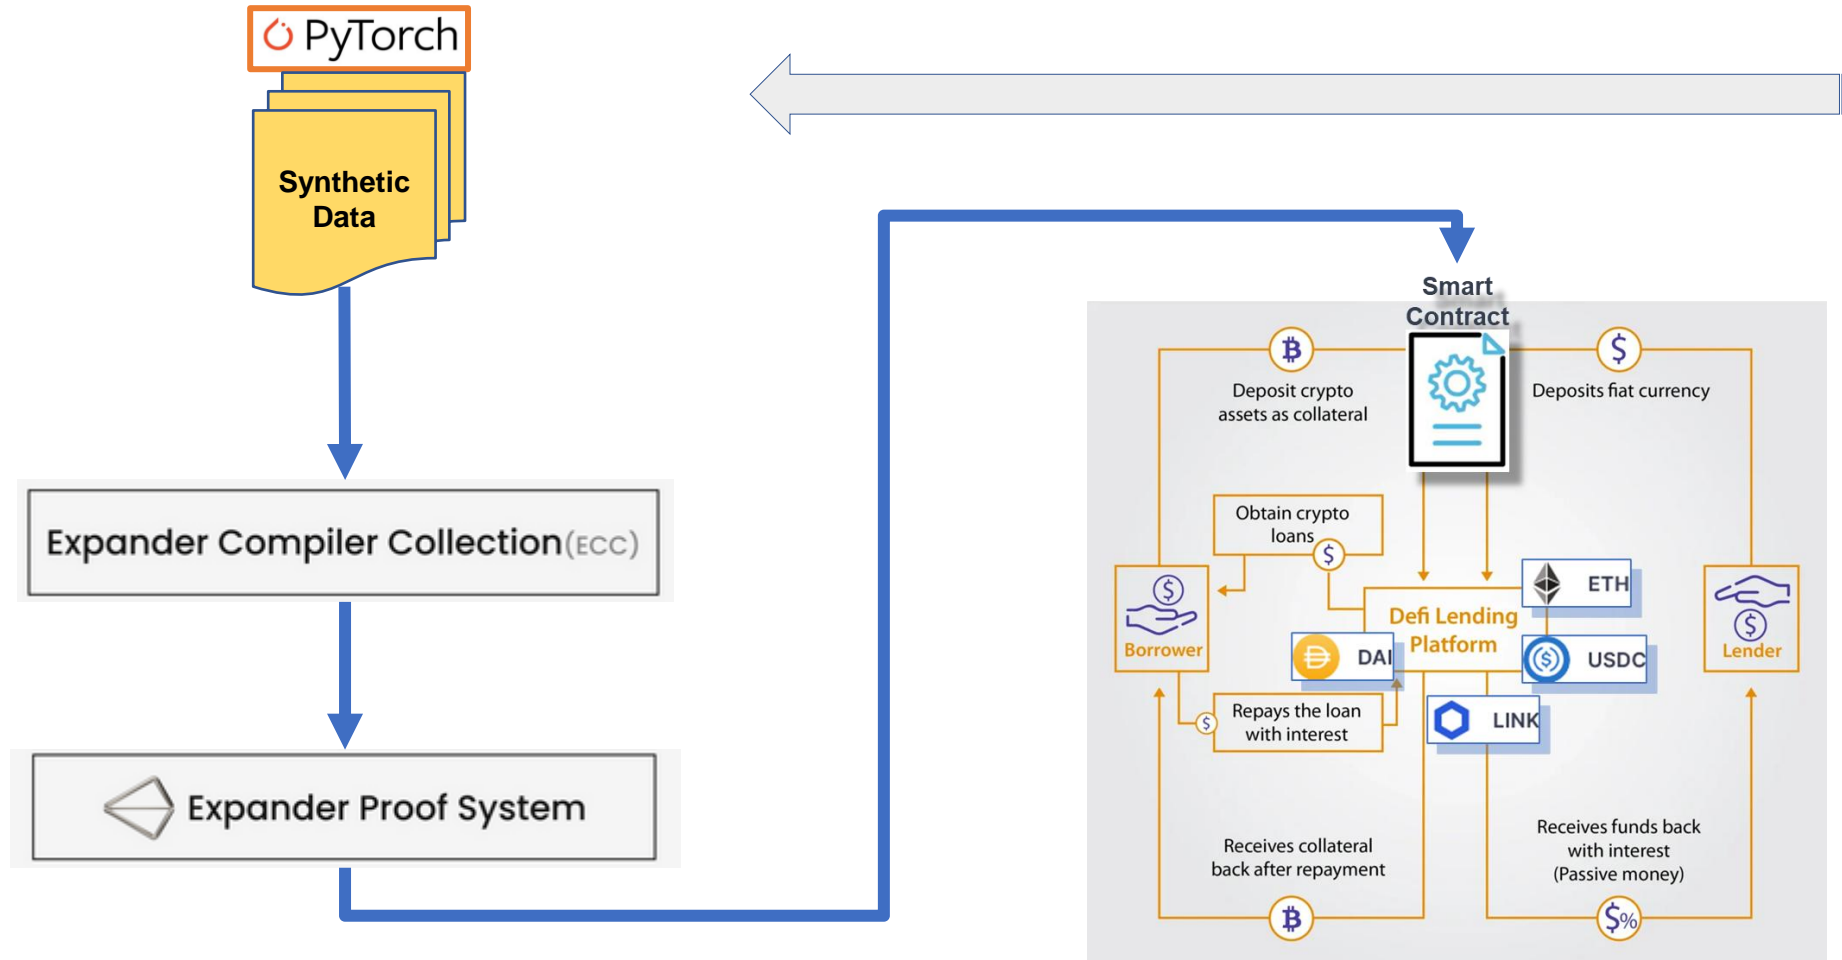 PyTorch
Synthetic
Data
Expander Compiler Collection(ECC)
Expander Proof System
Smart
Contract
Deposit crypto
assets as collateral
Deposits fiat currency
Obtain crypto
loans
$
$
Borrower
$
Defi Lending
Platform
ETH
DAI
USDC
LINK
$
Lender
$
Repays the loan
with interest
Receives collateral
back after repayment
Receives funds back
with interest
(Passive money)
$%